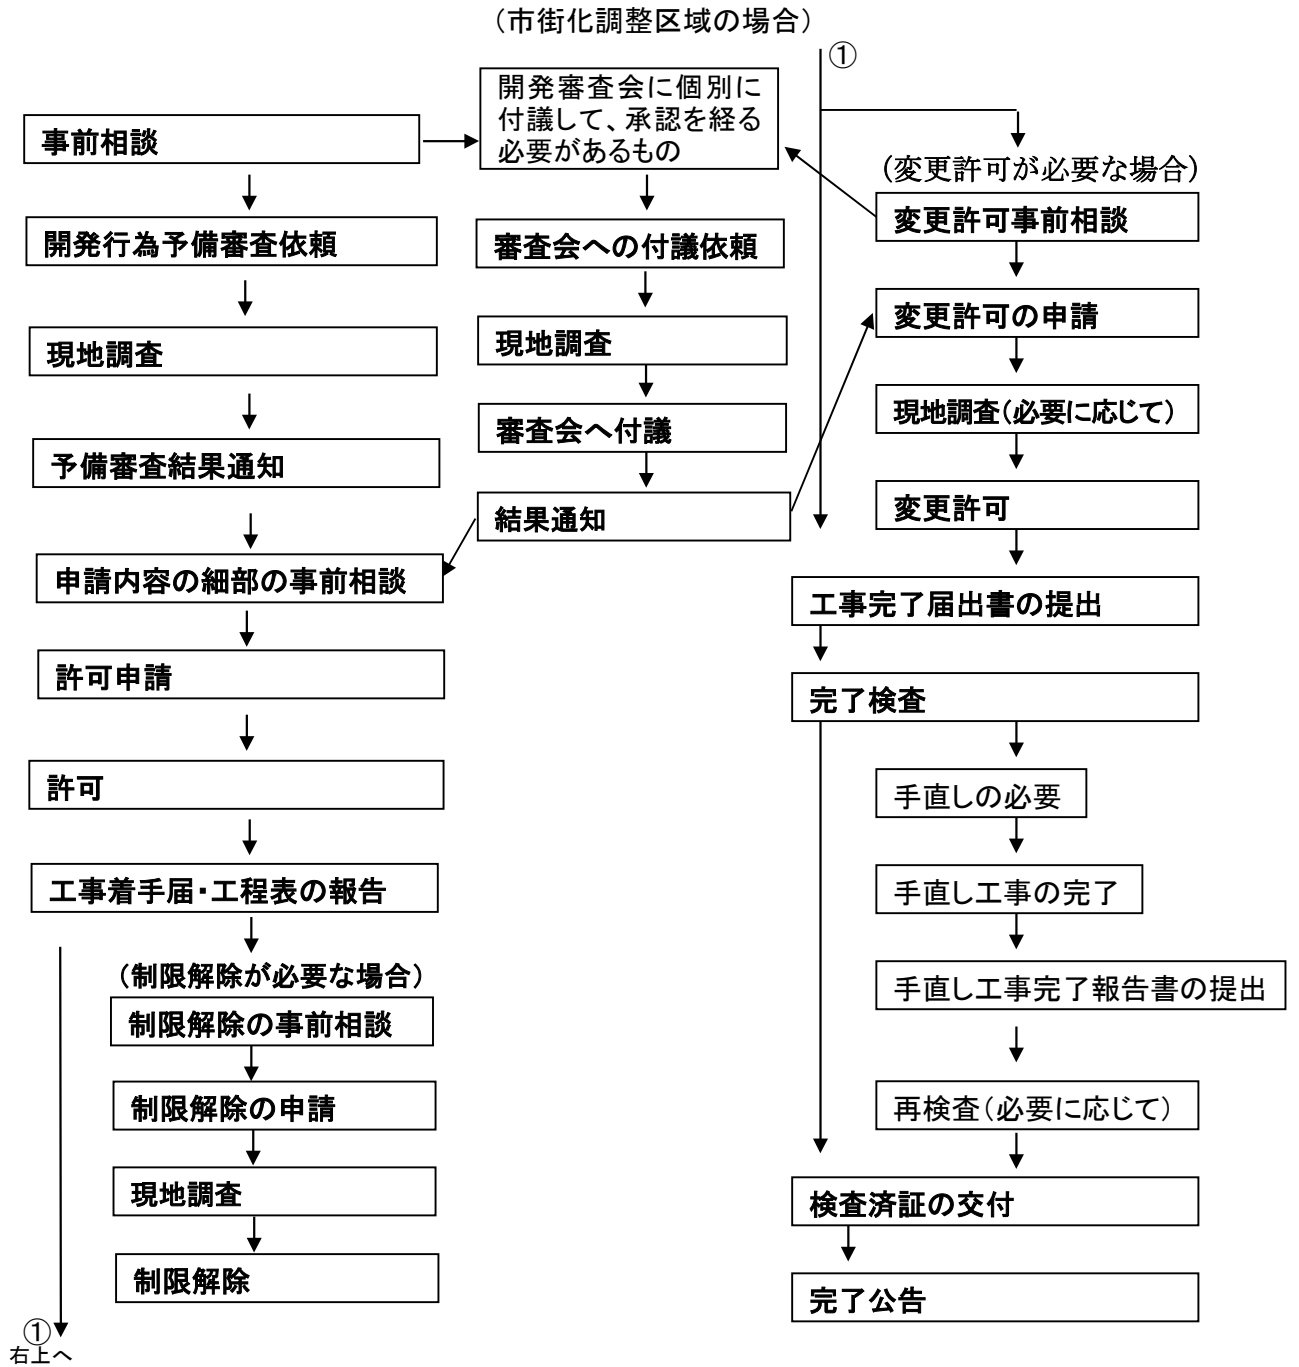 （市街化調整区域の場合）
事前相談
開発行為予備審査依頼
現地調査
予備審査結果通知
申請内容の細部の事前相談
許可申請
許可
工事着手届・工程表の報告
（制限解除が必要な場合）
制限解除の事前相談
制限解除の申請
現地調査
制限解除
①
右上へ
開発審査会に個別に
付議して、承認を経る
必要があるもの
審査会への付議依頼
現地調査
審査会へ付議
結果通知
①
（変更許可が必要な場合）
変更許可事前相談
変更許可の申請
現地調査（必要に応じて）
変更許可
工事完了届出書の提出
完了検査
手直しの必要
手直し工事の完了
手直し工事完了報告書の提出
再検査（必要に応じて）
検査済証の交付
完了公告